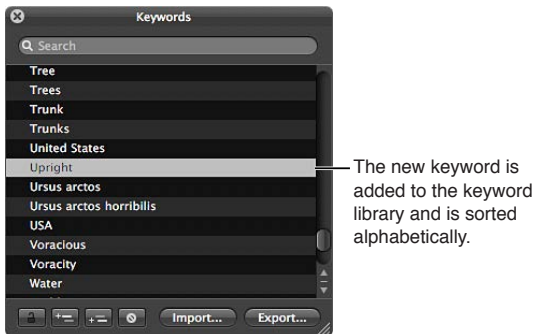 Keywords
Search
Tree
Trees
Trunk
Trunks
United States
Upright
Ursus arctos
Ursus arctos horribilis
USA
Voracious
Voracity
Water
Import...
Export...
The new keyword is
added to the keyword
library and is sorted
alphabetically.